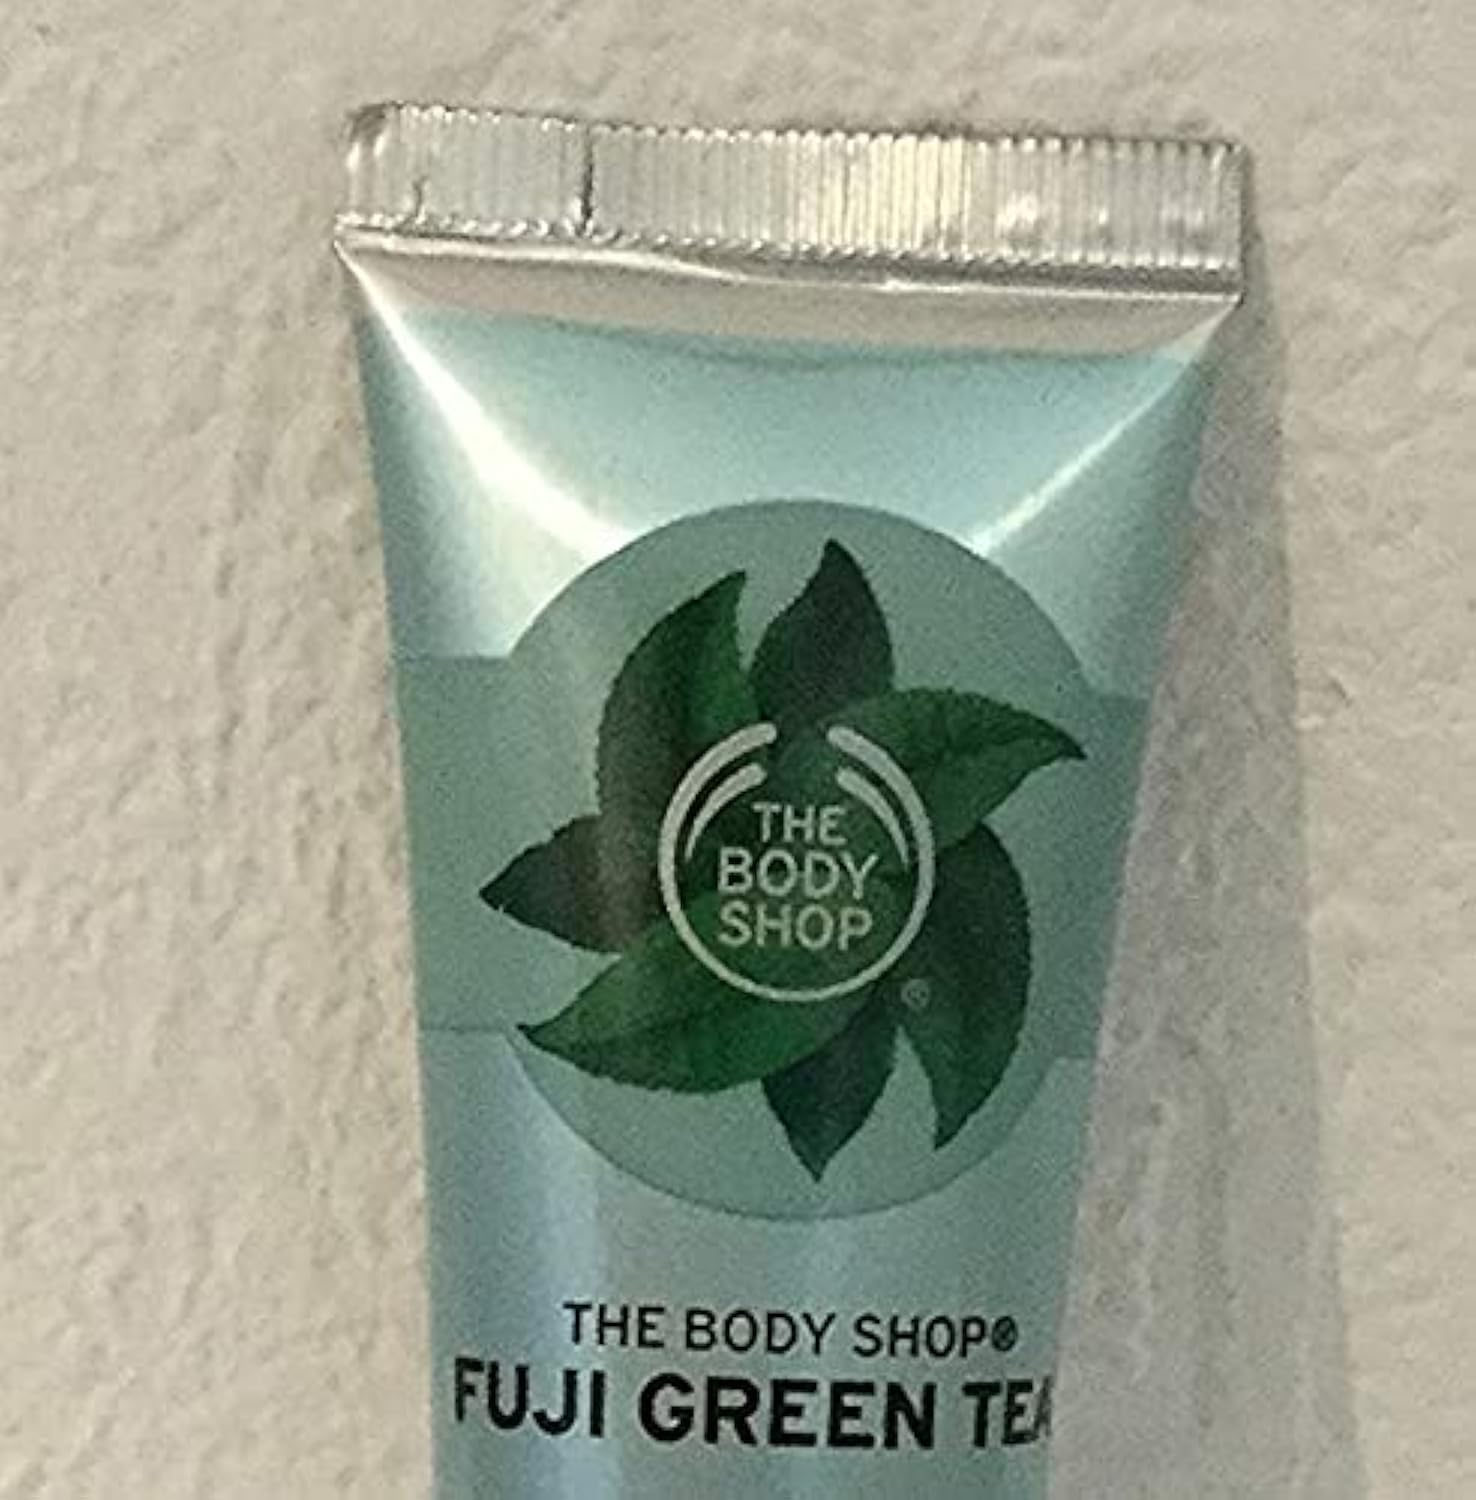 THE
BODY
SHOP
®
THE BODY SHOP®
FUJI GREEN TEA